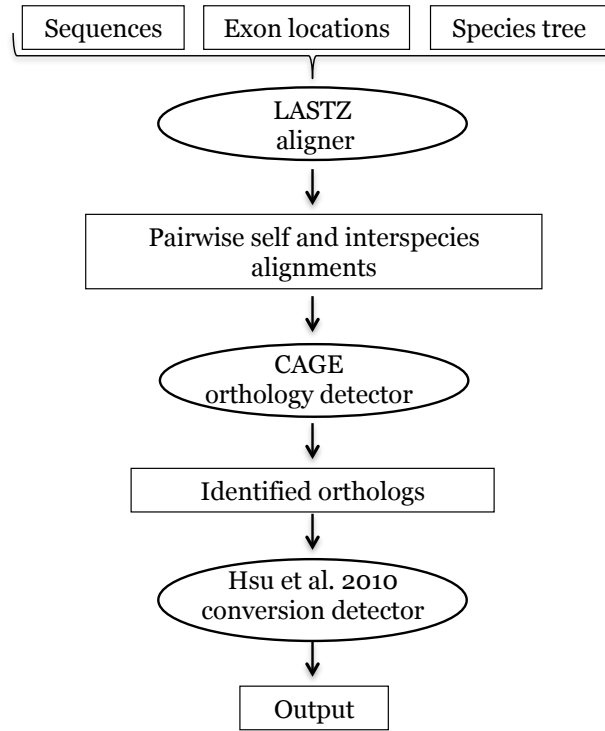 Sequences
Exon locations
Species tree
LASTZ
aligner
Pairwise self and interspecies
alignments
CAGE
orthology detector
Identified orthologs
Hsu et al. 2010
conversion detector
Output